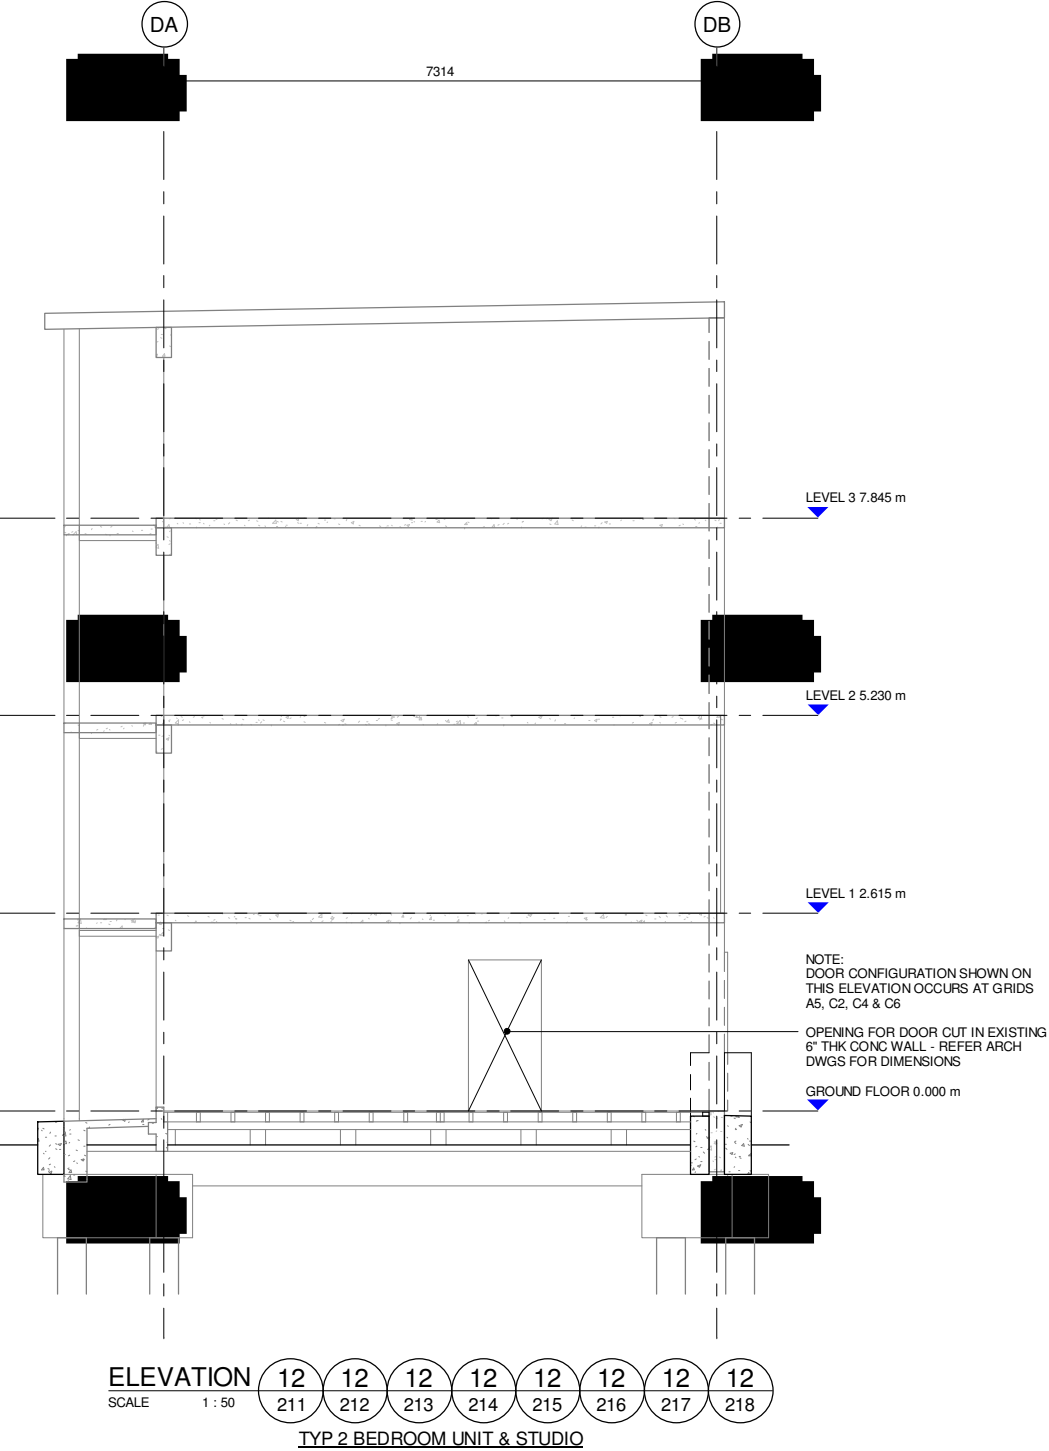 DA
DB
7314
LEVEL 3 7.845 m
LEVEL 2 5.230 m
LEVEL 1 2.615 m
NOTE:
DOOR CONFIGURATION SHOWN ON
THIS ELEVATION OCCURS AT GRIDS
A5, C2, C4 & C6
OPENING FOR DOOR CUT IN EXISTING
6" THK CONC WALL - REFER ARCH
DWGS FOR DIMENSIONS
GROUND FLOOR 0.000 m
ELEVATION 12 12 12 12 12 12 12 12
SCALE 1 : 50 211 212 213 214 215 216 217 218
TYP 2 BEDROOM UNIT & STUDIO